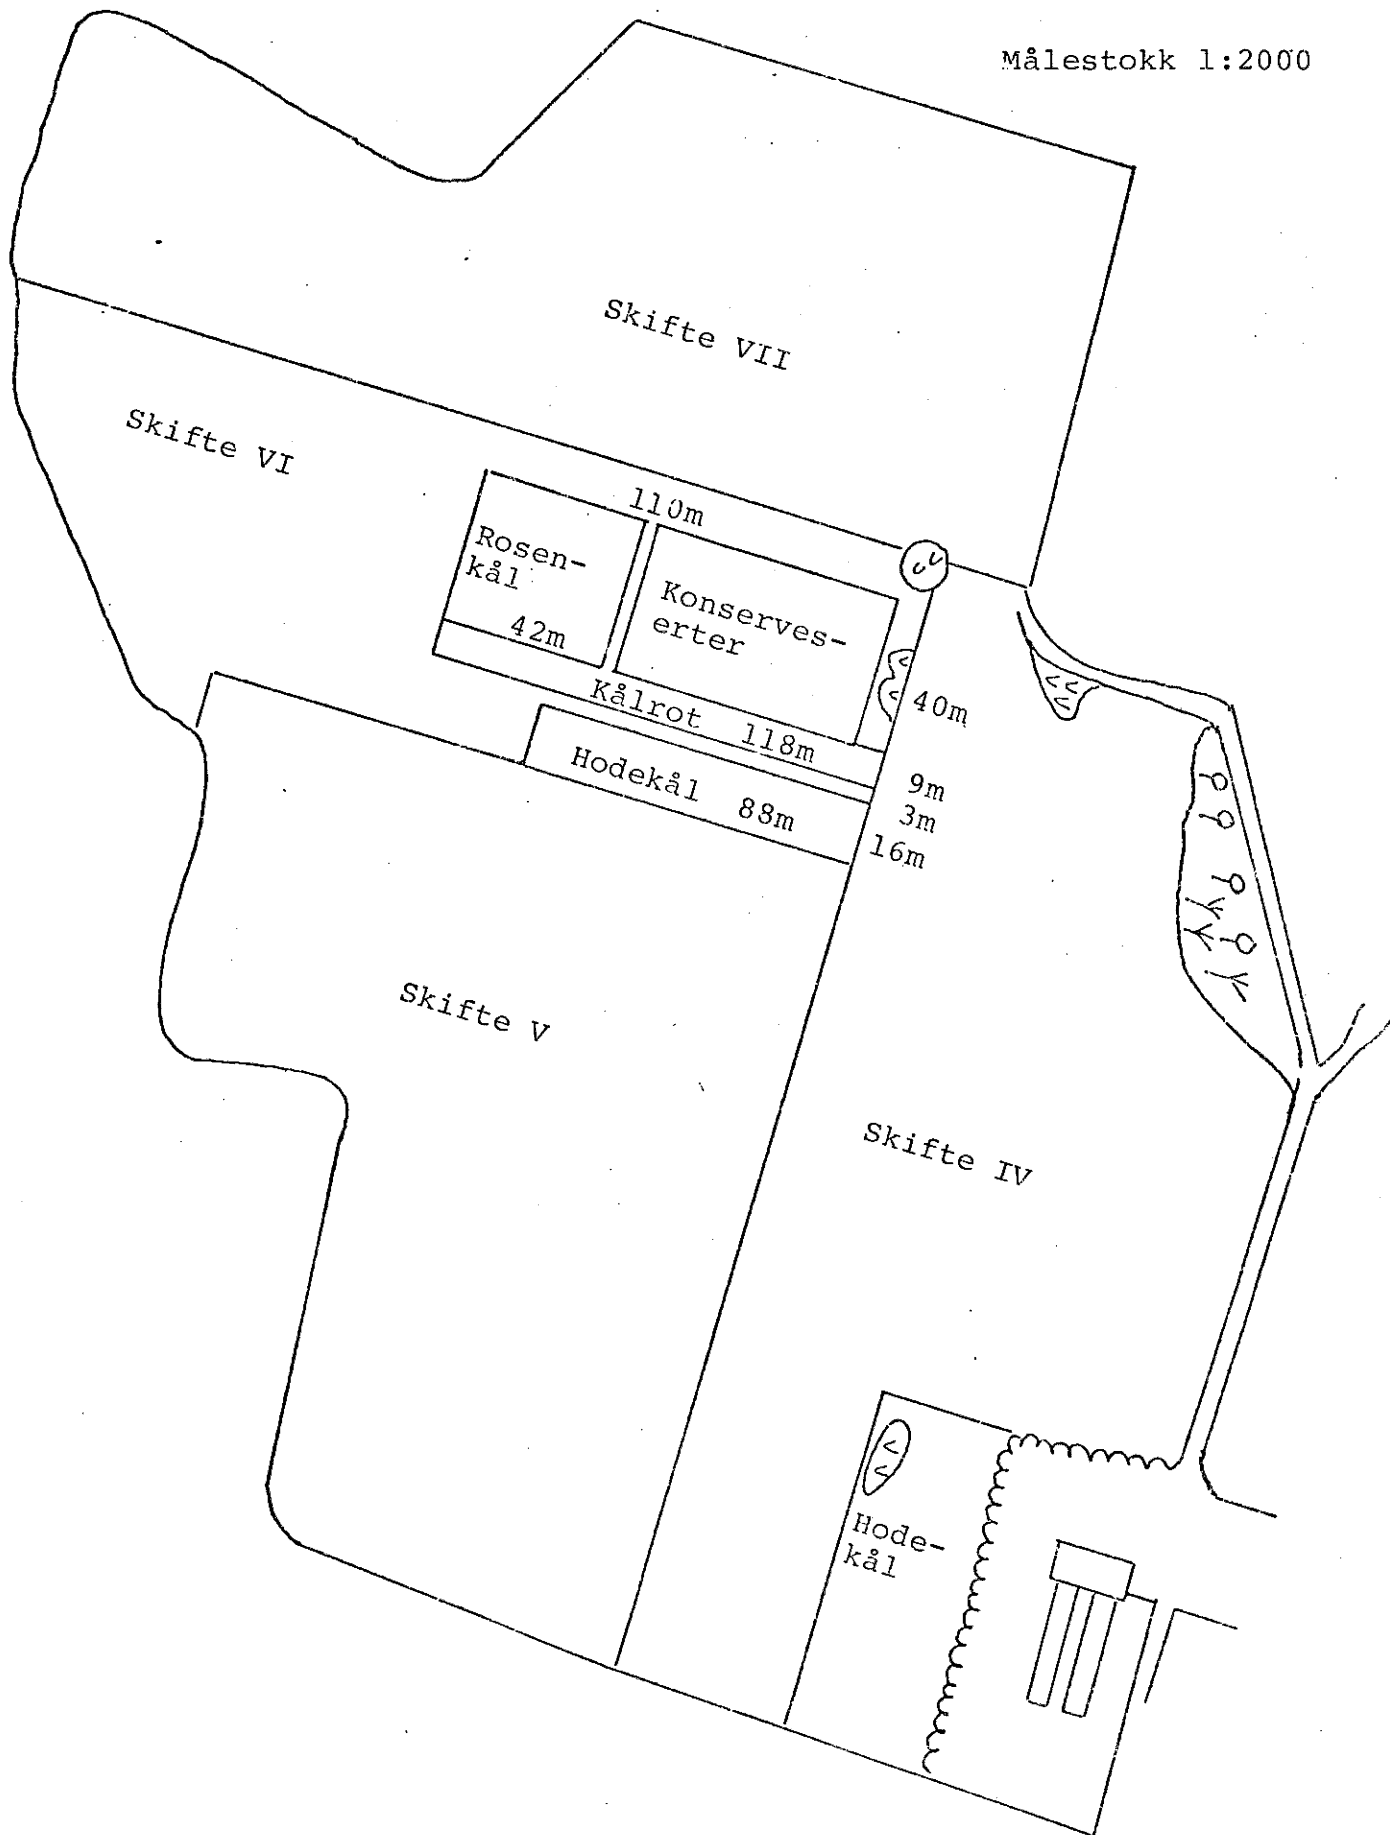 Målestokk 1:2000
Skifte VII
Skifte VI
110m
Rosen-
kål
42m
Konserves-
erter
40m
Kålrot 118m
9m
3m
Hodekål 88m
16m
Skifte V
Skifte IV
Hode-
kål